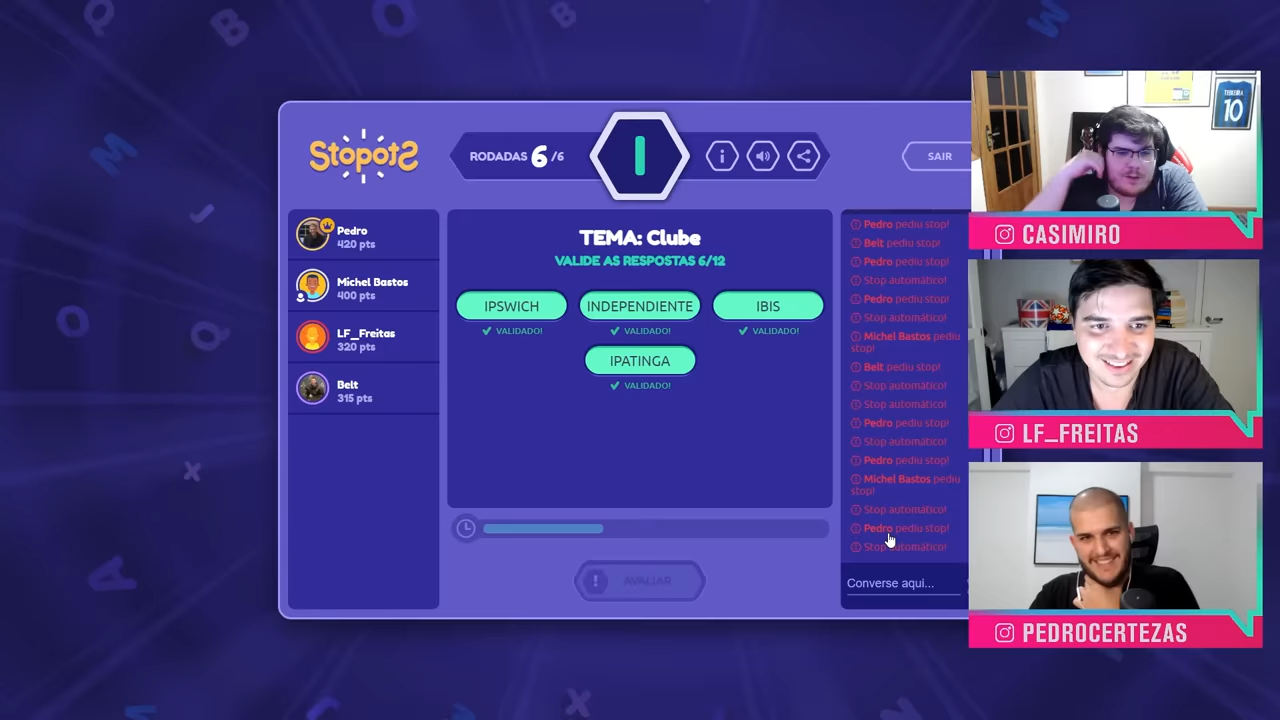 StopotS
RODADAS 6 /6
I
SAIR
Pedro
420 pts
Michel Bastos
400 pts
LF_Freitas
320 pts
Belt
315 pts
TEMA: Clube
VALIDE AS RESPOSTAS 6/12
IPSWICH
INDEPENDIENTE
IBIS
VALIDADO!
VALIDADO!
VALIDADO!
IPATINGA
VALIDADO!
AVALIAR
Pedro pediu stop!
Belt pediu stop!
Pedro pediu stop!
Stop automático!
Pedro pediu stop!
Stop automático!
Michel Bastos pediu
stop!
Belt pediu stop!
Stop automático!
Stop automático!
Pedro pediu stop!
Stop automático!
Pedro pediu stop!
Michel Bastos pediu
stop!
Stop automático!
Pedro pediu stop!
Stop automático!
Converse aqui...
TEIXEIRA
10
CASIMIRO
LF_FREITAS
PEDROCERTEZAS